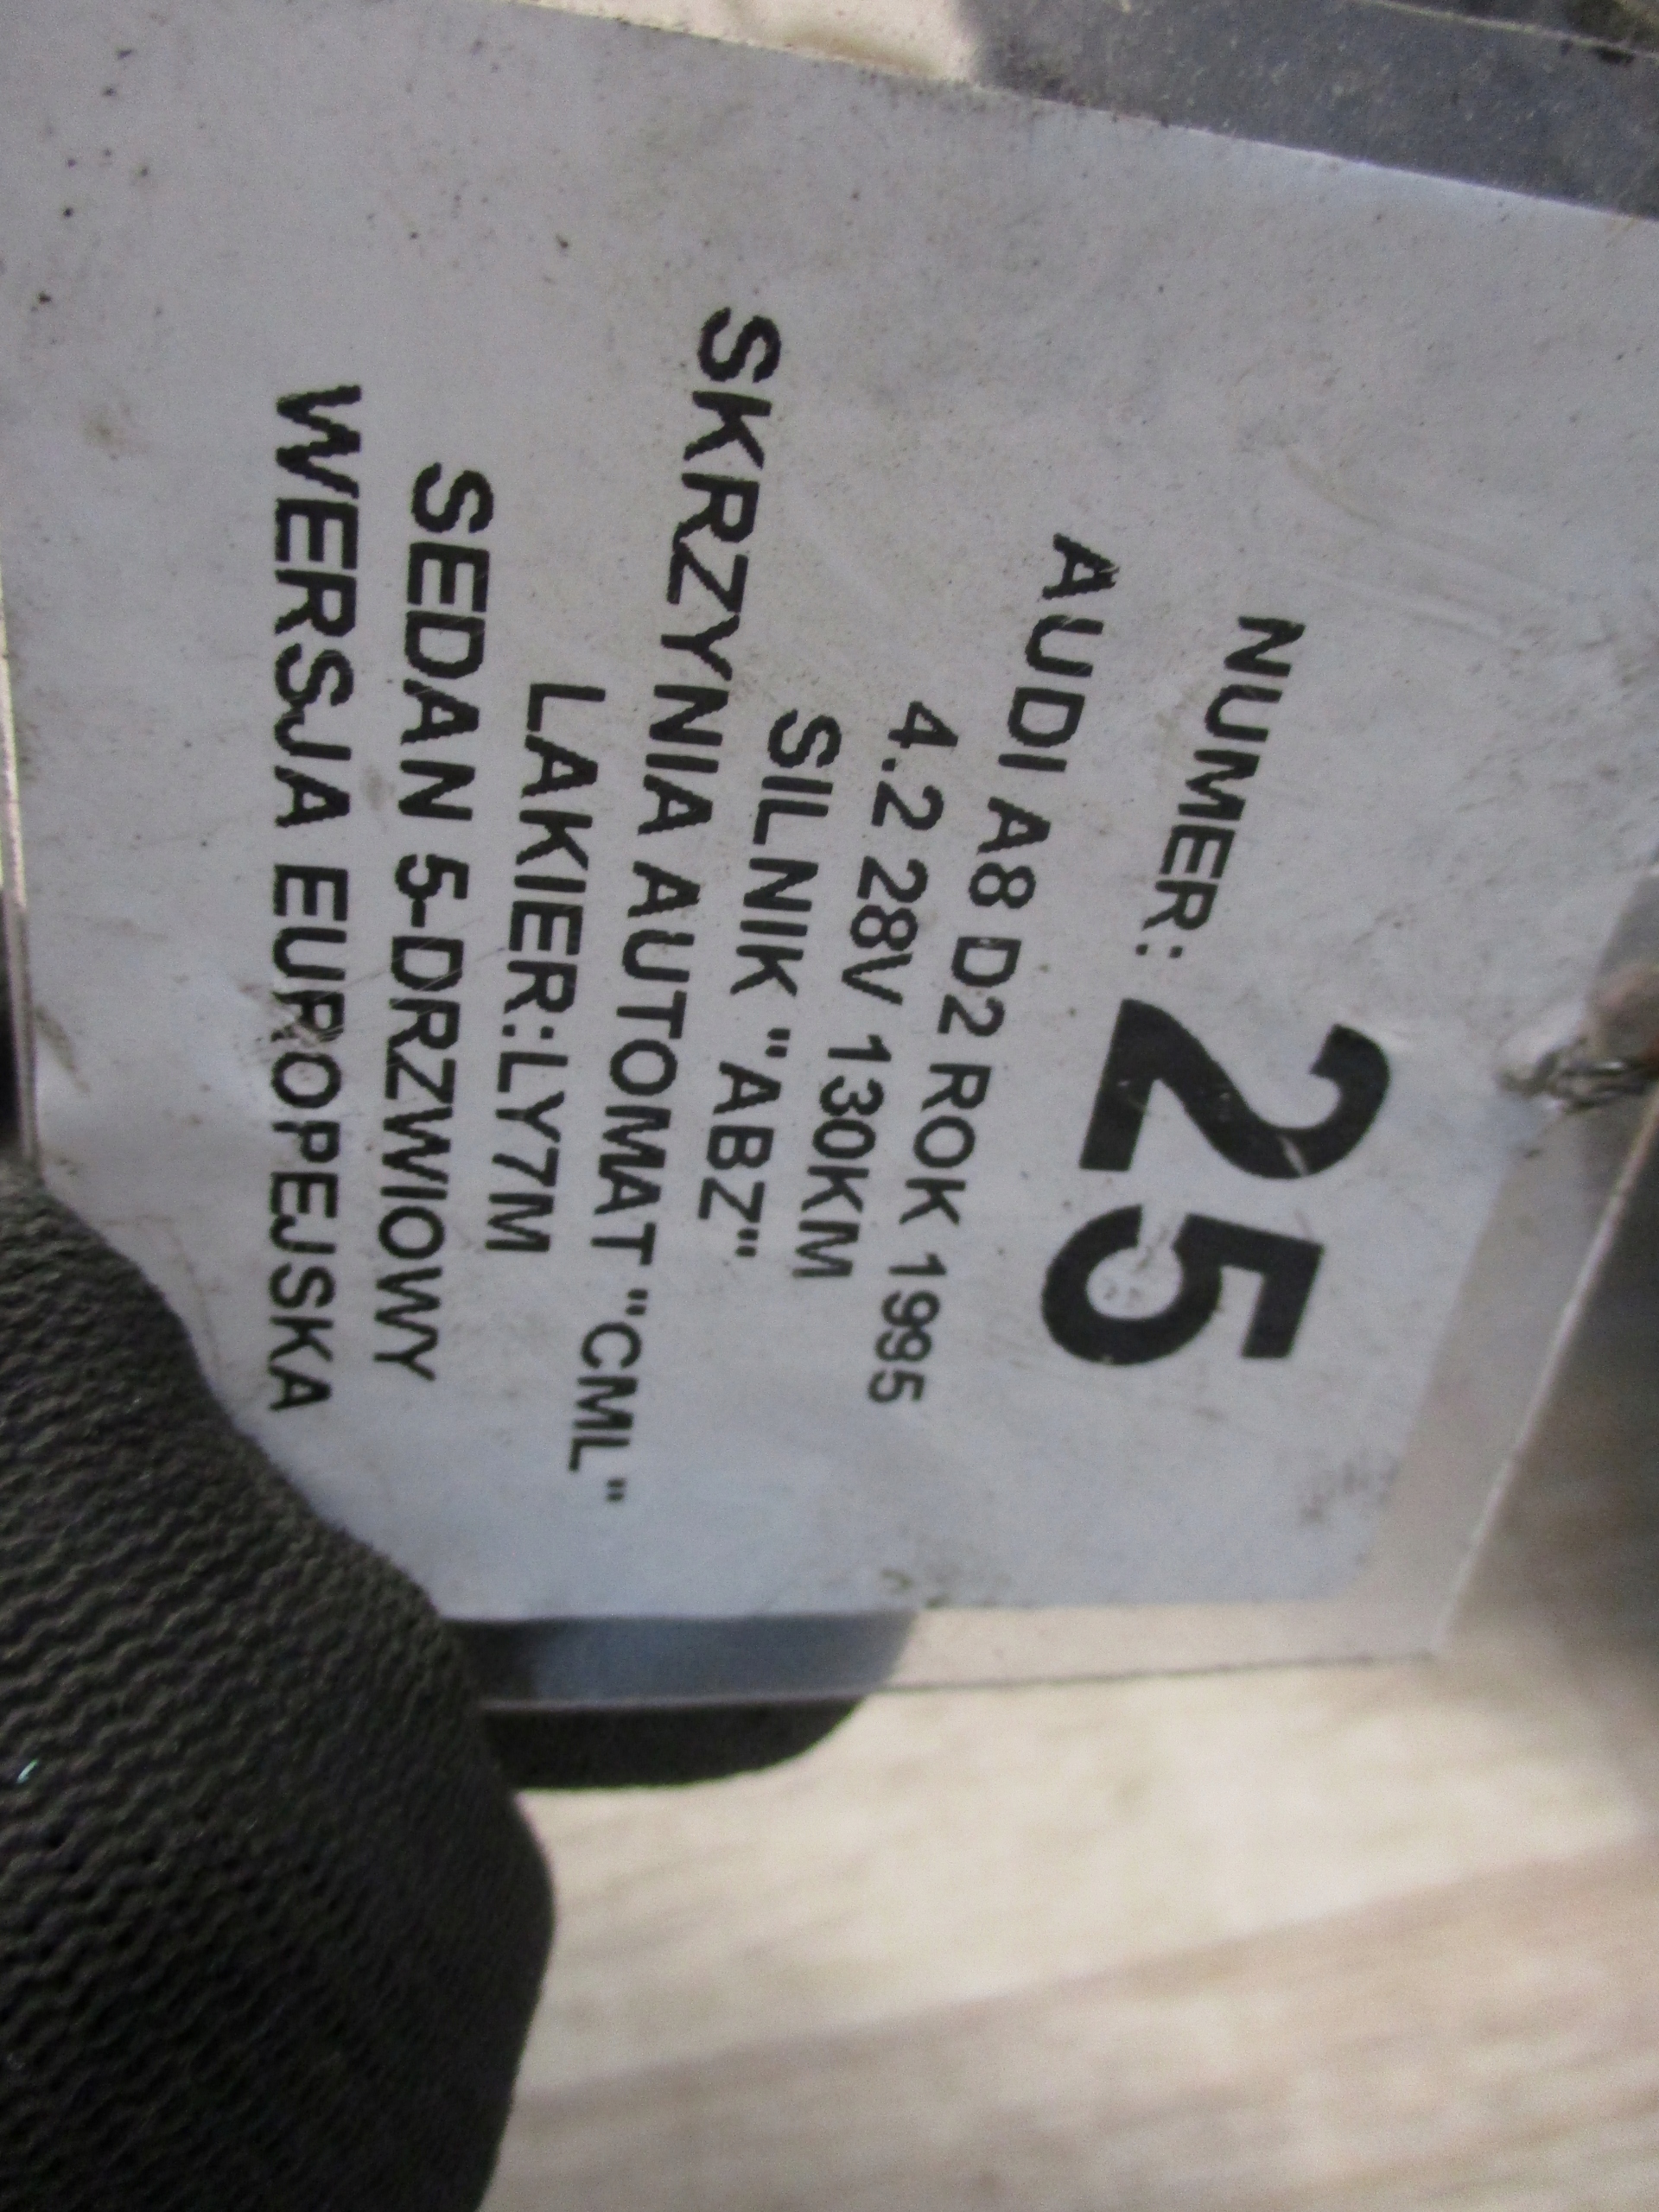 NUMER: 25
AUDI A8 D2 ROK 1995
4.2 28V 130KM
SILNIK "ABZ"
SKRZYNIA AUTOMAT "CML"
LAKIER:LY7M
SEDAN 5-DRZWIOWY
WERSJA EUROPEJSKA